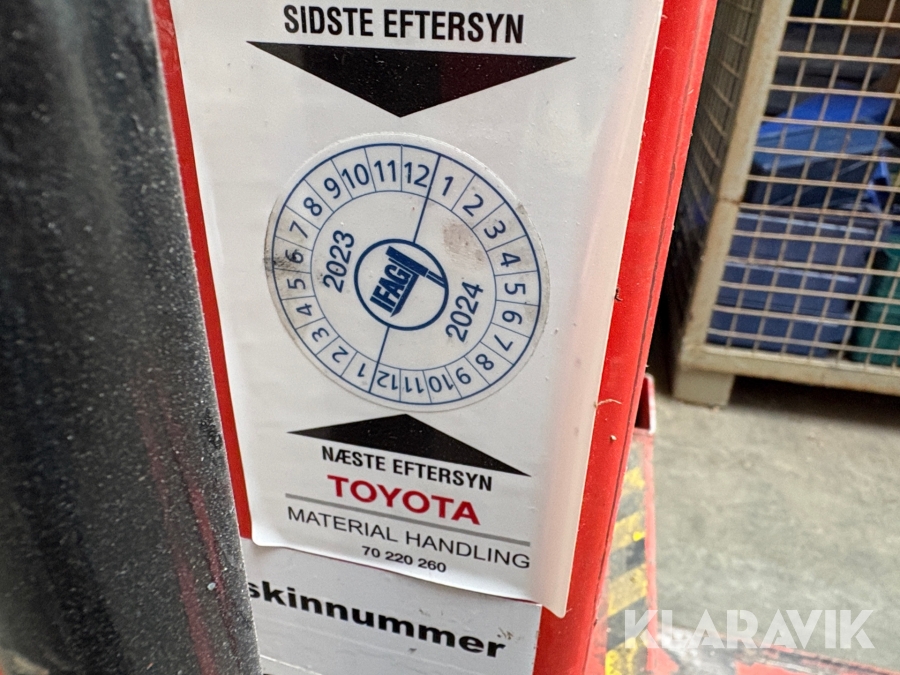 SIDSTE EFTERSYN
1 2 3 4 5 6 7 8 9 10 11 12
2023
IFAG
2024
1 2 3 4 5 6 7 8 9 10 11 12
NÆSTE EFTERSYN
TOYOTA
MATERIAL HANDLING
70 220 260
skinnummer
KLARAVIK